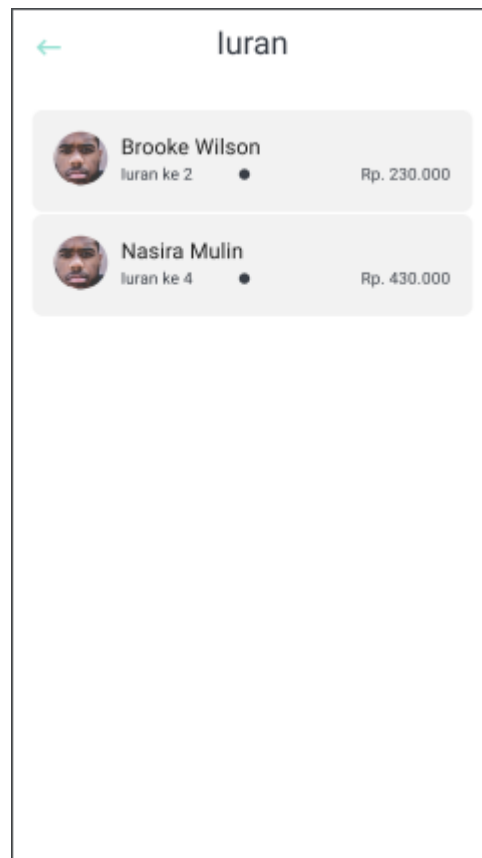 Iuran
Brooke Wilson
Iuran ke 2 ● Rp. 230.000
Nasira Mulin
Iuran ke 4 ● Rp. 430.000